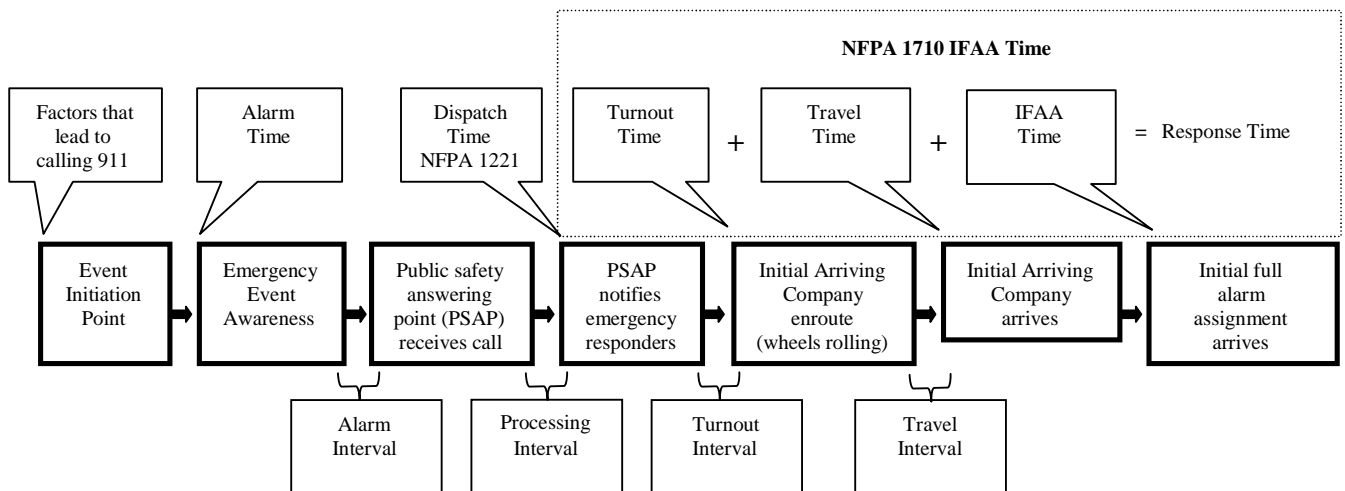 NFPA 1710 IFAA Time
Factors that
lead to
calling 911
Alarm
Time
Dispatch
Time
NFPA 1221
Turnout
Time
+
Travel
Time
+
IFAA
Time
= Response Time
Event
Initiation
Point
Emergency
Event
Awareness
Public safety
answering
point (PSAP)
receives call
PSAP
notifies
emergency
responders
Initial Arriving
Company
enroute
(wheels rolling)
Initial Arriving
Company
arrives
Initial full
alarm
assignment
arrives
Alarm
Interval
Processing
Interval
Turnout
Interval
Travel
Interval